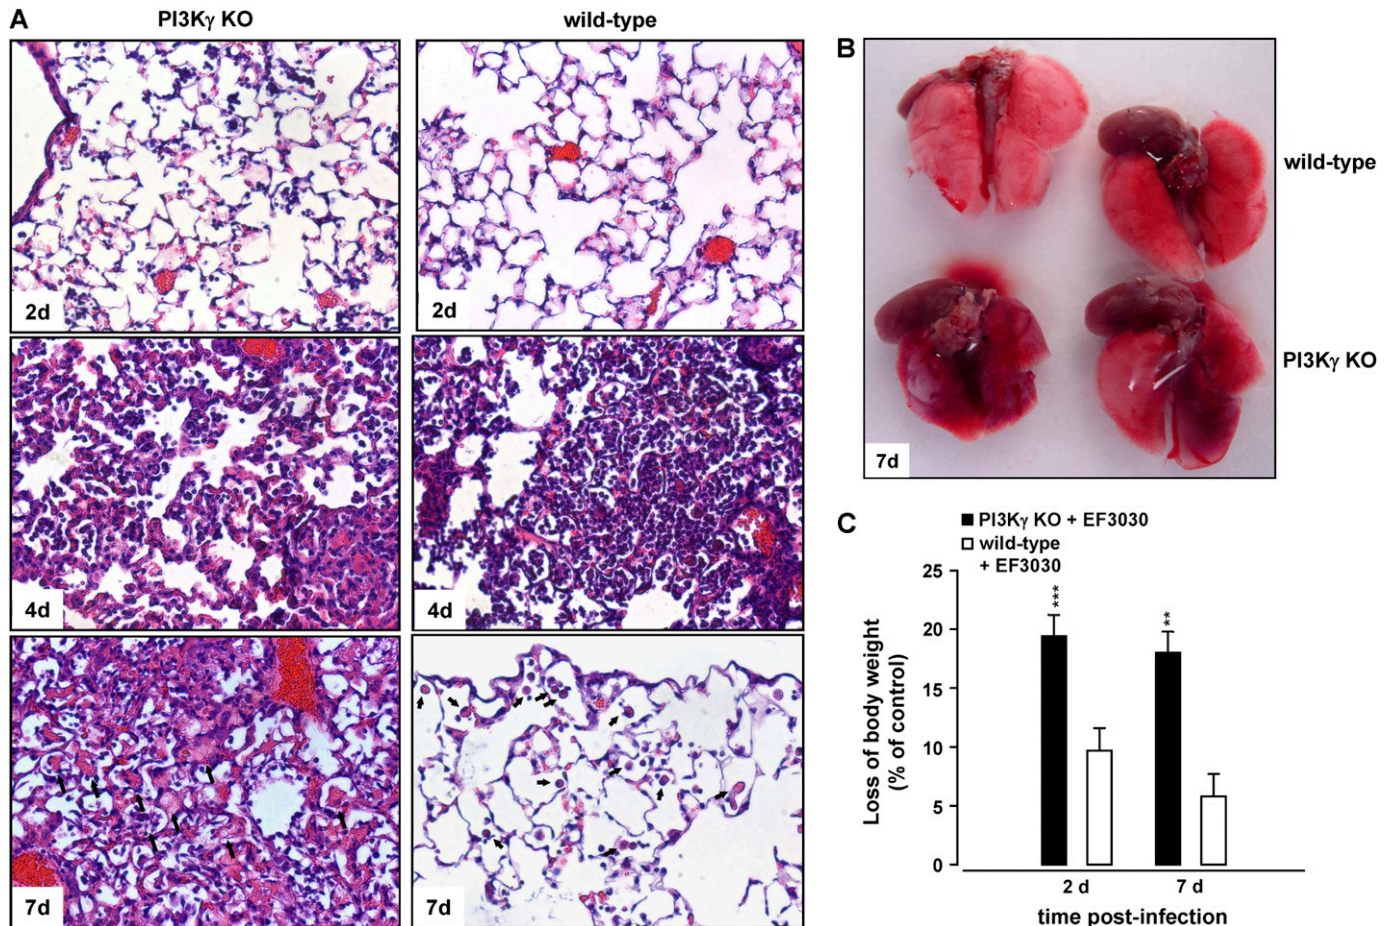 A
PI3Kγ KO
wild-type
2d
2d
4d
4d
7d
7d
B
wild-type
PI3Kγ KO
7d
C
PI3Kγ KO + EF3030
wild-type
+ EF3030
Loss of body weight
(% of control)
25
20
15
10
5
0
***
**
2 d
7 d
time post-infection